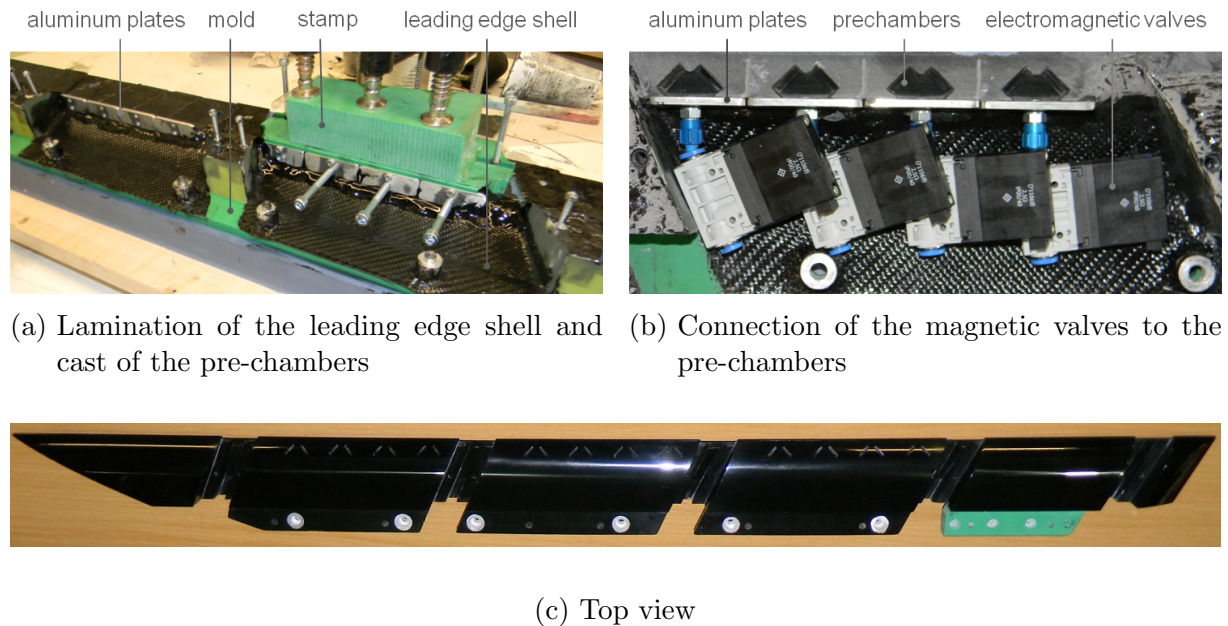 aluminum plates mold stamp leading edge shell
aluminum plates prechambers electromagnetic valves
(a) Lamination of the leading edge shell and
cast of the pre-chambers
(b) Connection of the magnetic valves to the
pre-chambers
(c) Top view